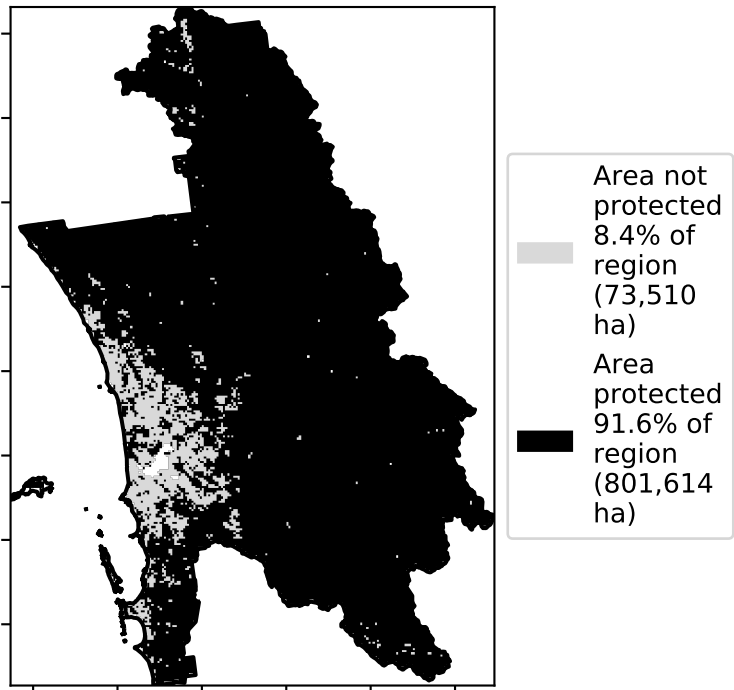 Area not
protected
8.4% of
region
(73,510
ha)
Area
protected
91.6% of
region
(801,614
ha)